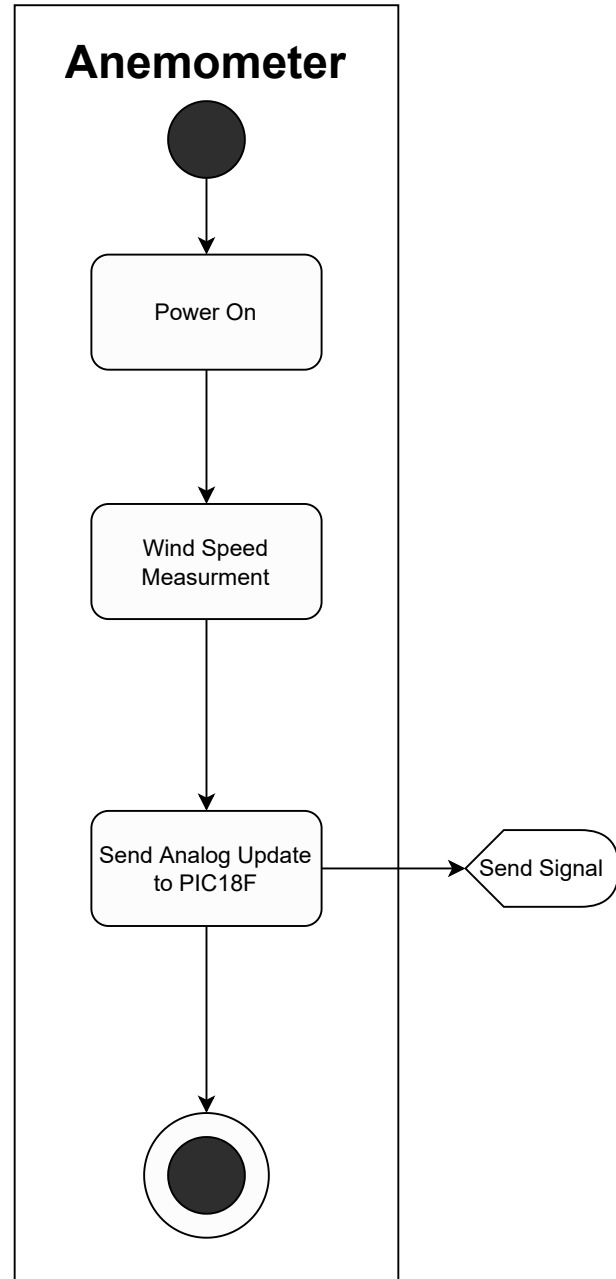 Anemometer
Power On
Wind Speed
Measurment
Send Analog Update
to PIC18F
Send Signal